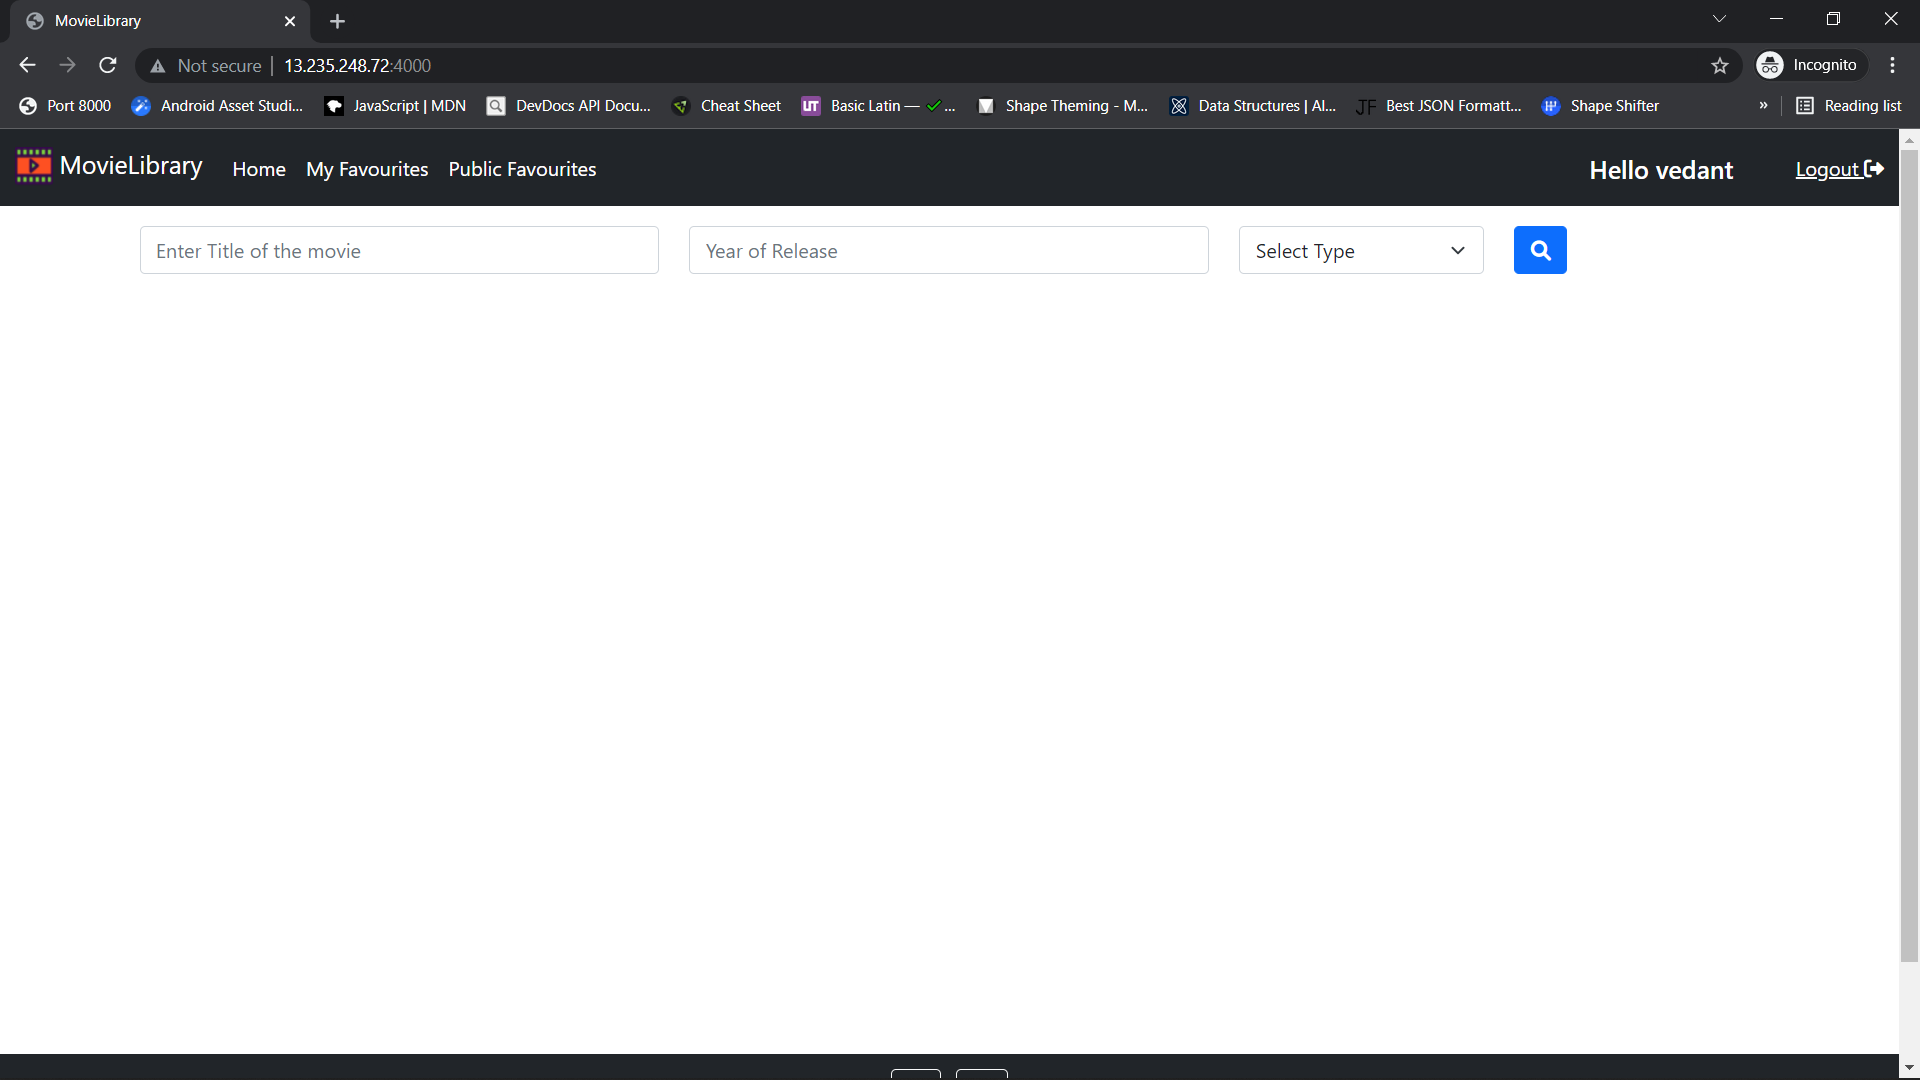 MovieLibrary
Not secure | 13.235.248.72:4000
Incognito
Port 8000 Android Asset Studi... JavaScript | MDN DevDocs API Docu... Cheat Sheet UT Basic Latin — ✓ ... Shape Theming - M... Data Structures | Al... JF Best JSON Formatt... Shape Shifter » Reading list
MovieLibrary Home My Favourites Public Favourites Hello vedant Logout
Enter Title of the movie Year of Release Select Type